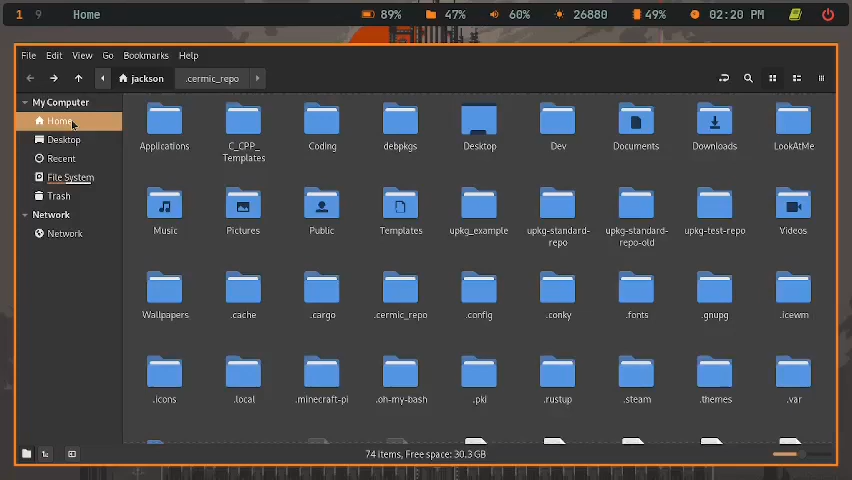 1 9 Home 89% 47% 60% 26880 49% 02:20 PM
File Edit View Go Bookmarks Help
jackson .cermic_repo
My Computer
Home
Desktop
Recent
File System
Trash
Network
Network
Applications C_CPP_ Coding debpkgs Desktop Dev Documents Downloads LookAtMe
Templates
Music Pictures Public Templates upkg_example upkg-standard- upkg-standard- upkg-test-repo Videos
repo repo-old
Wallpapers .cache .cargo .cermic_repo .config .conky .fonts .gnupg .icewm
.icons .local .minecraft-pi .oh-my-bash .pki .rustup .steam .themes .var
74 items, Free space: 30.3 GB